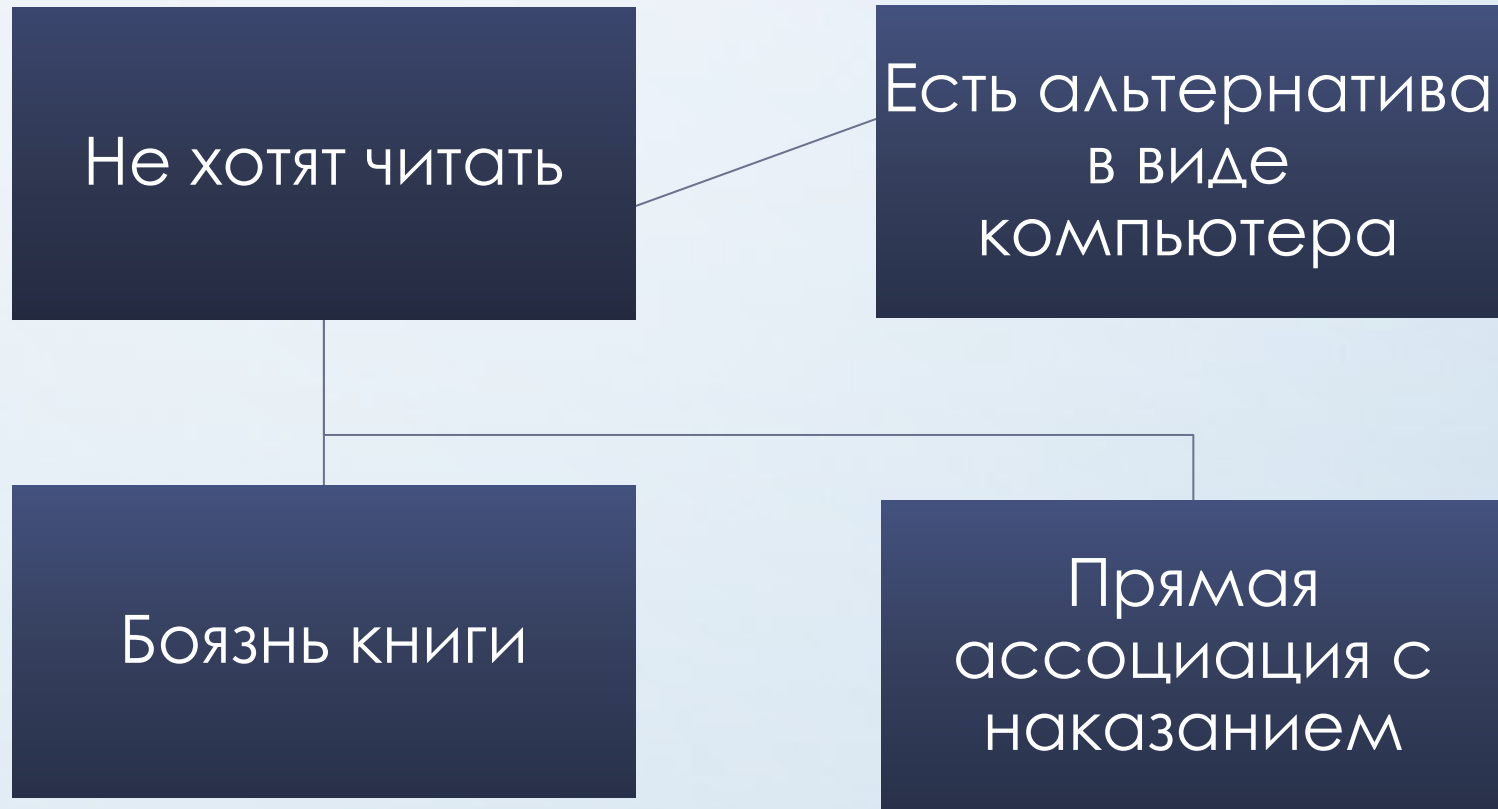 Не хотят читать
Есть альтернатива
в виде
компьютера
Боязнь книги
Прямая
ассоциация с
наказанием